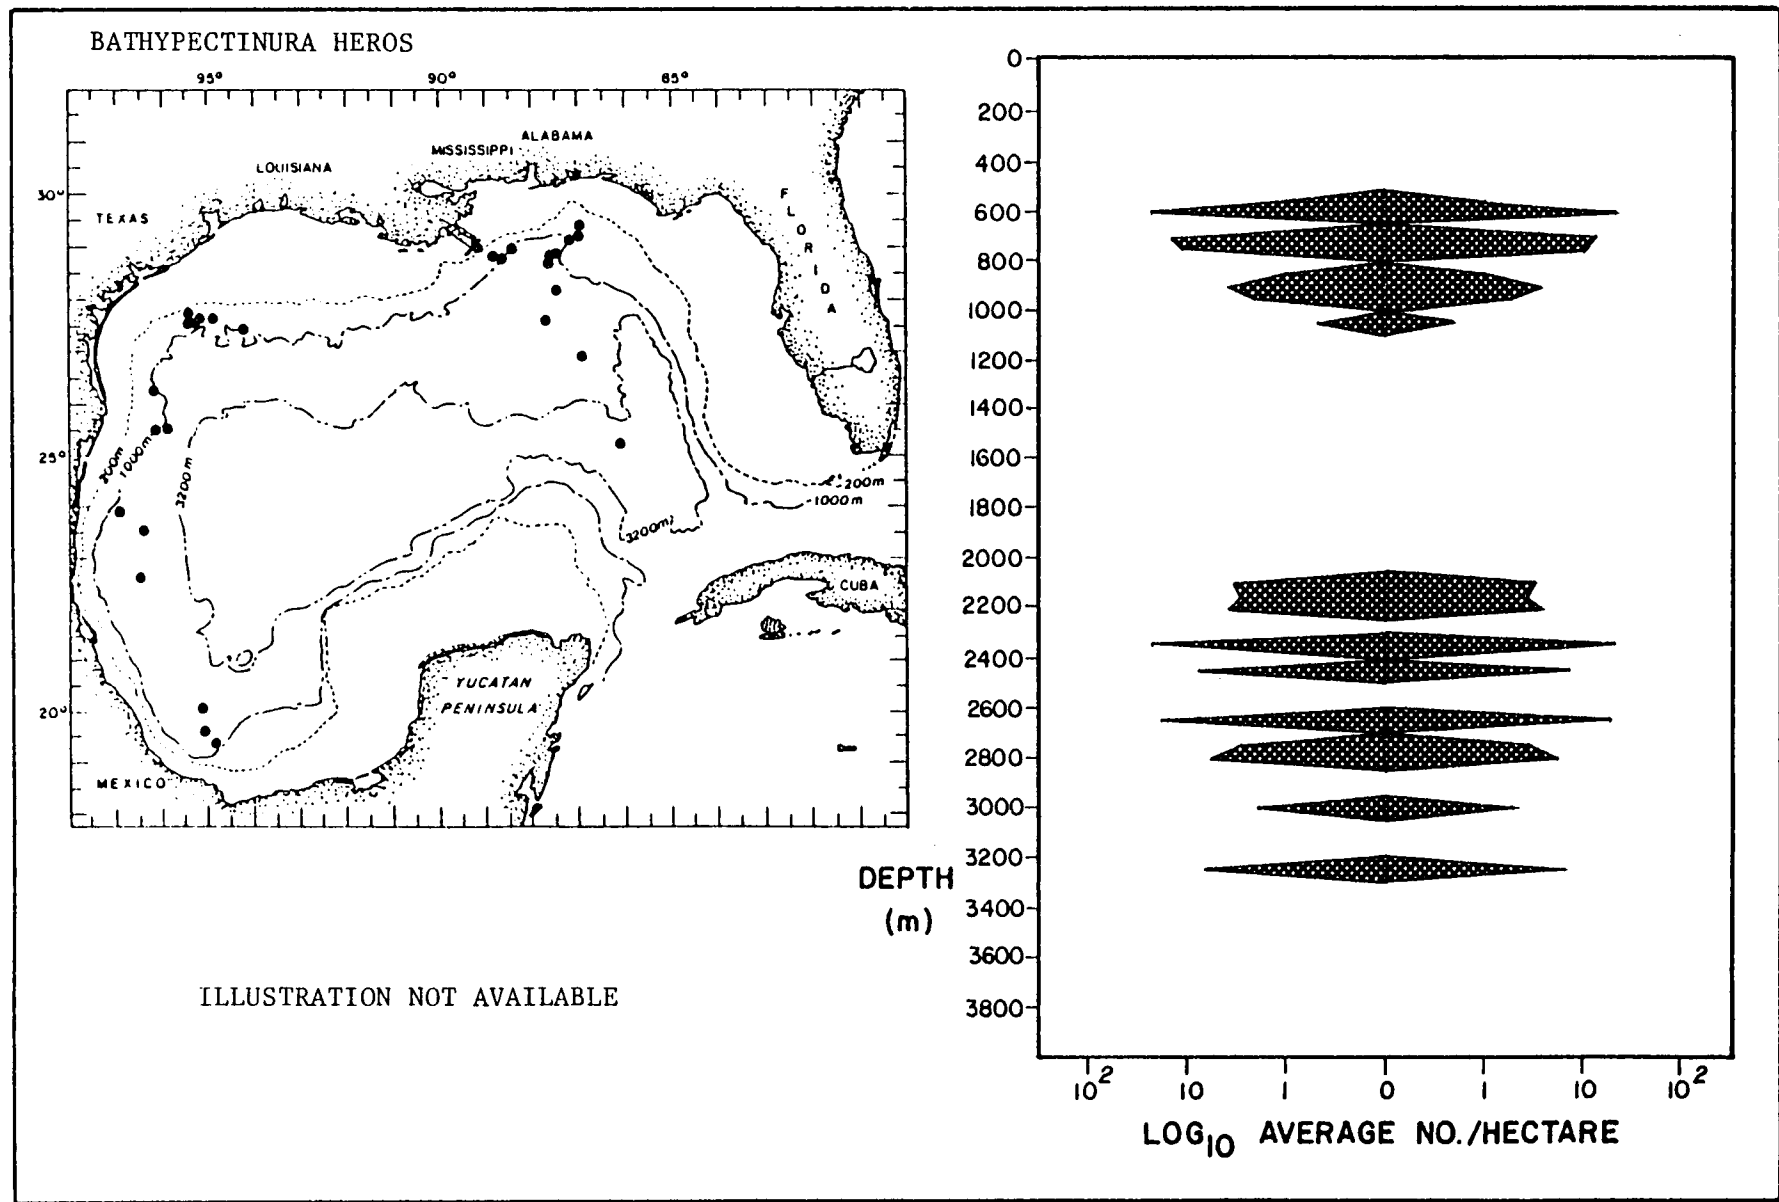 BATHYPECTINURA HEROS
95° 90° 85°
ALABAMA
MISSISSIPPI
LOUISIANA
30°
TEXAS
FLORIDA
25°
200m
1000m
3200m
200m
1000m
3200m
CUBA
YUCATAN
PENINSULA
20°
MEXICO
ILLUSTRATION NOT AVAILABLE
DEPTH
(m)
0
200
400
600
800
1000
1200
1400
1600
1800
2000
2200
2400
2600
2800
3000
3200
3400
3600
3800
10² 10 1 0 1 10 10²
LOG₁₀ AVERAGE NO./HECTARE